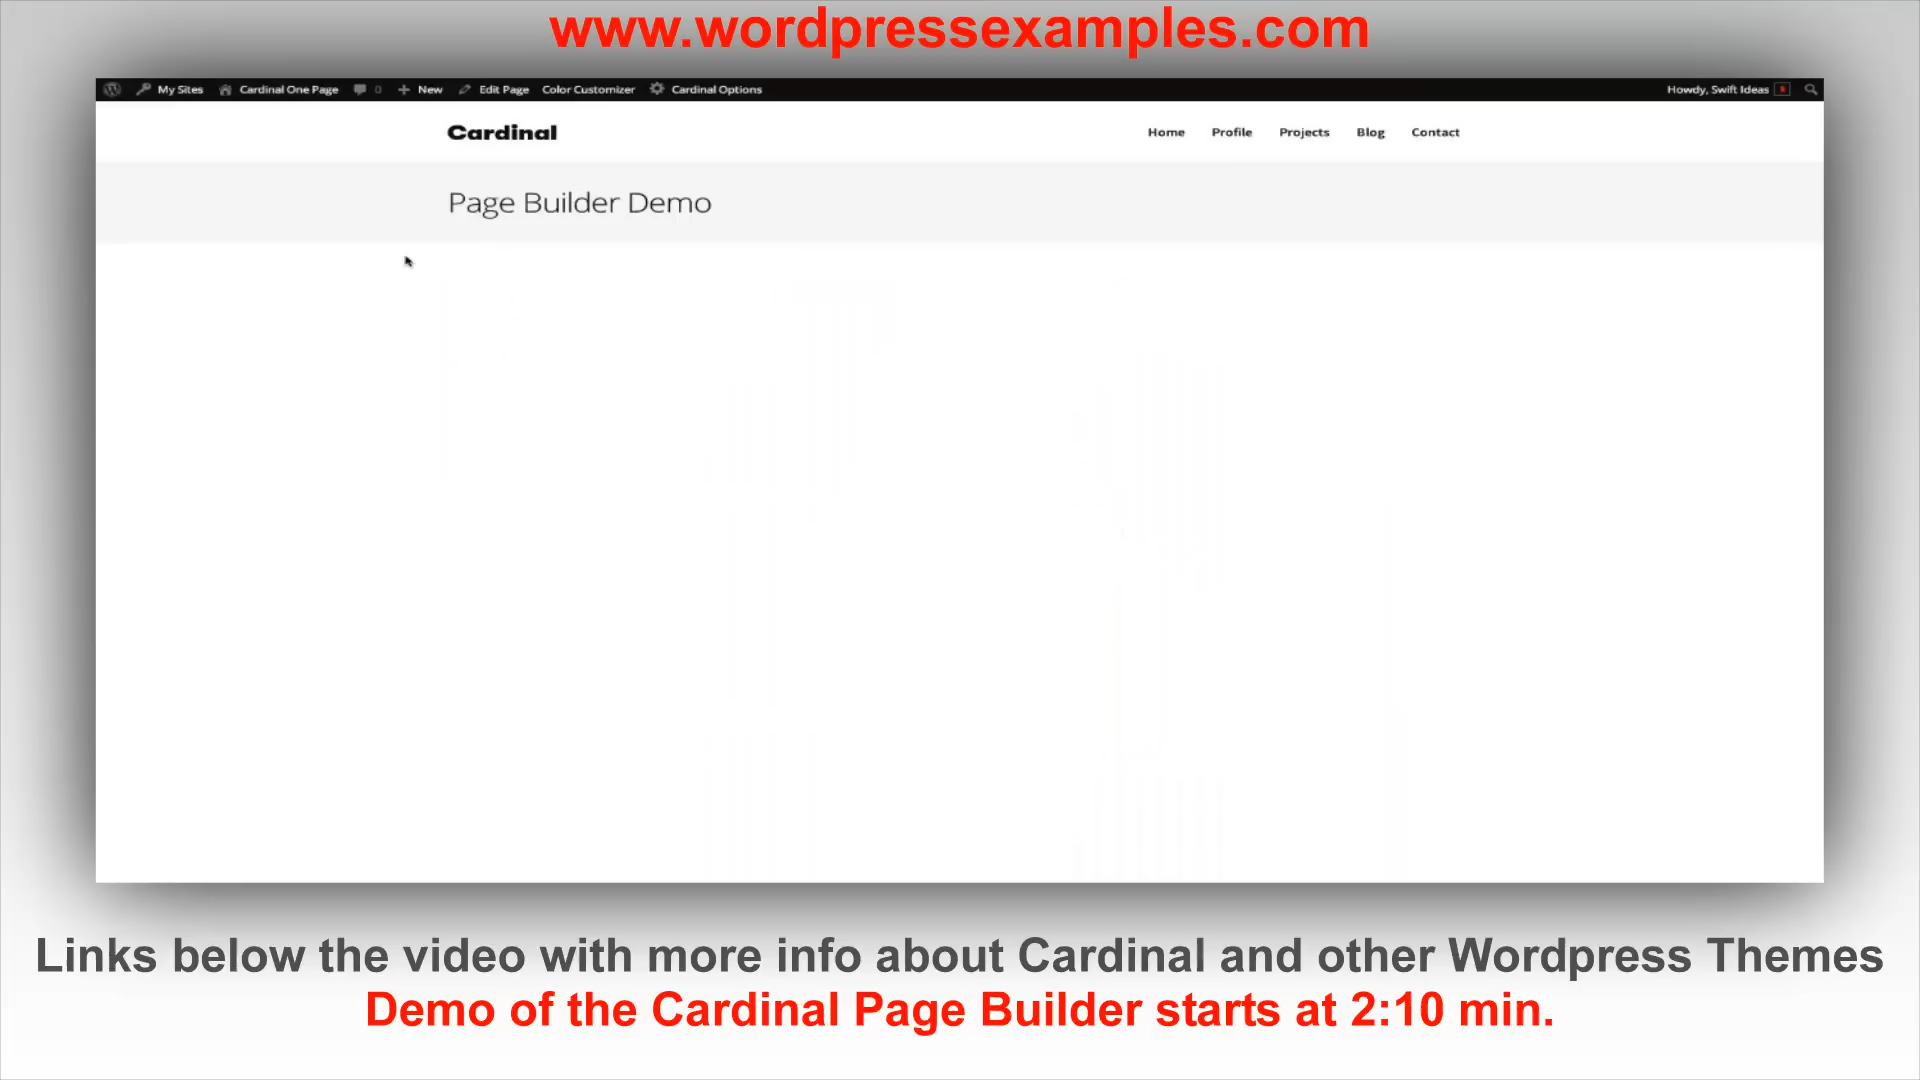 www.wordpressexamples.com
My Sites Cardinal One Page 0 New Edit Page Color Customizer Cardinal Options Howdy, Swift Ideas
Cardinal Home Profile Projects Blog Contact
Page Builder Demo
Links below the video with more info about Cardinal and other Wordpress Themes
Demo of the Cardinal Page Builder starts at 2:10 min.